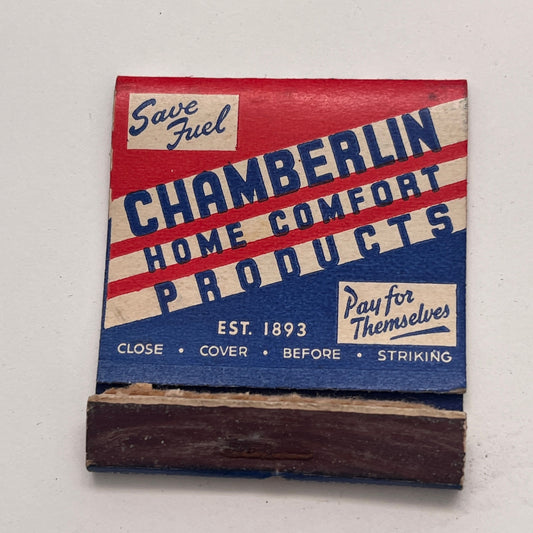 Save
Fuel
CHAMBERLIN
HOME COMFORT
PRODUCTS
Pay for
Themselves
EST. 1893
CLOSE • COVER • BEFORE • STRIKING